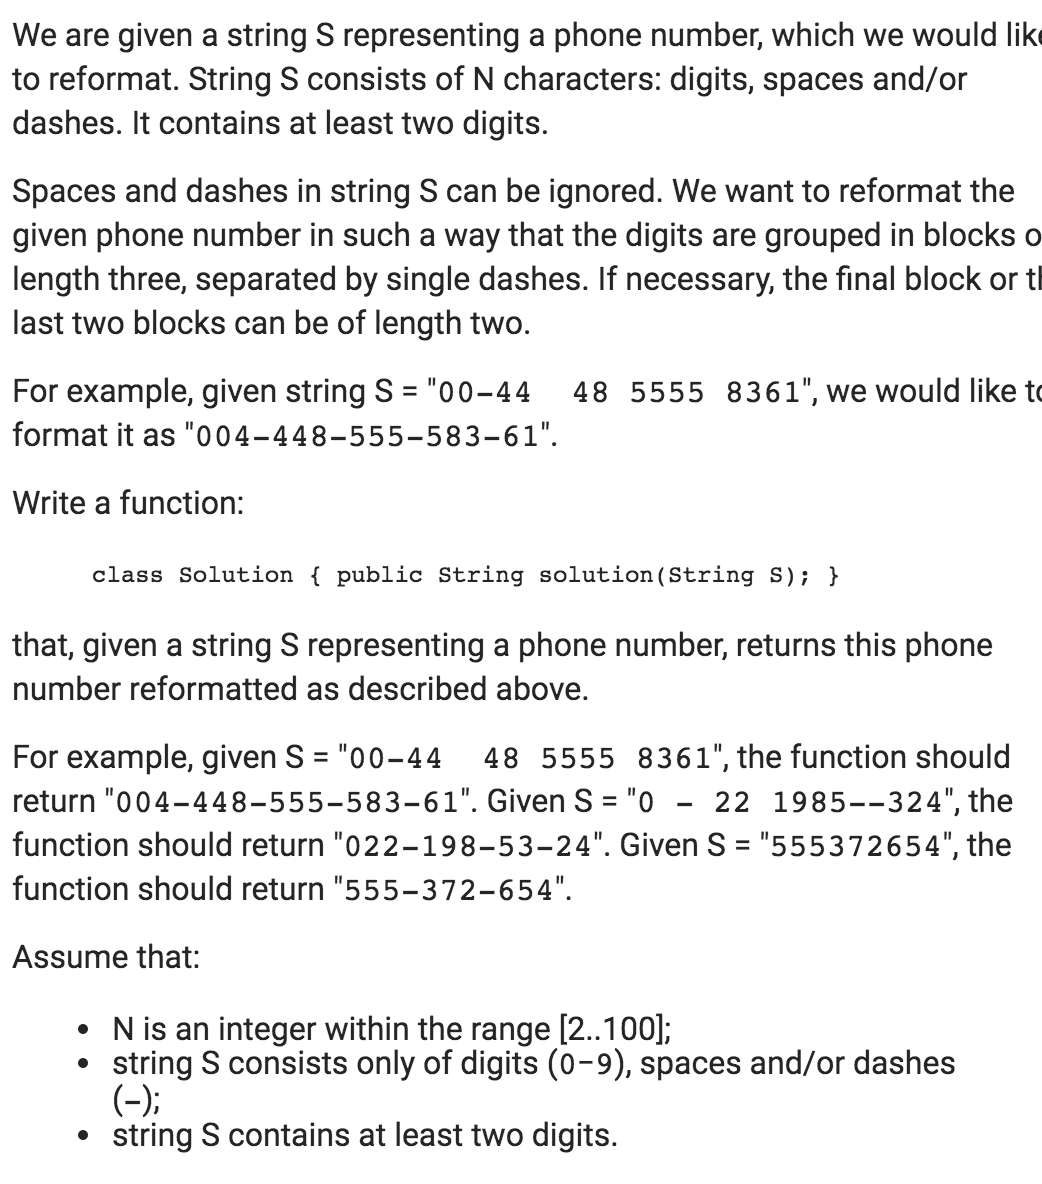 We are given a string S representing a phone number, which we would like
to reformat. String S consists of N characters: digits, spaces and/or
dashes. It contains at least two digits.
Spaces and dashes in string S can be ignored. We want to reformat the
given phone number in such a way that the digits are grouped in blocks o
length three, separated by single dashes. If necessary, the final block or th
last two blocks can be of length two.
For example, given string S = "00-44  48 5555 8361", we would like to
format it as "004-448-555-583-61".
Write a function:
class Solution { public String solution(String S); }
that, given a string S representing a phone number, returns this phone
number reformatted as described above.
For example, given S = "00-44  48 5555 8361", the function should
return "004-448-555-583-61". Given S = "0 - 22 1985--324", the
function should return "022-198-53-24". Given S = "555372654", the
function should return "555-372-654".
Assume that:
• N is an integer within the range [2..100];
• string S consists only of digits (0-9), spaces and/or dashes
(-);
• string S contains at least two digits.